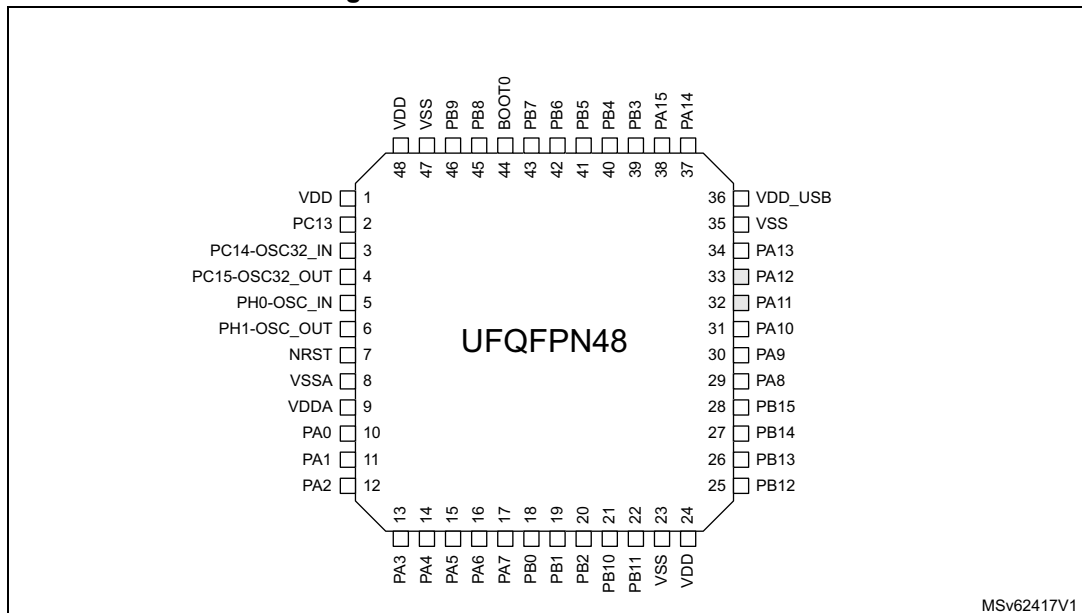 VDD
VSS
PB9
PB8
BOOT0
PB7
PB6
PB5
PB4
PB3
PA15
PA14
48
47
46
45
44
43
42
41
40
39
38
37
VDD 1
PC13 2
PC14-OSC32_IN 3
PC15-OSC32_OUT 4
PH0-OSC_IN 5
PH1-OSC_OUT 6
NRST 7
VSSA 8
VDDA 9
PA0 10
PA1 11
PA2 12
UFQFPN48
36 VDD_USB
35 VSS
34 PA13
33 PA12
32 PA11
31 PA10
30 PA9
29 PA8
28 PB15
27 PB14
26 PB13
25 PB12
13
14
15
16
17
18
19
20
21
22
23
24
PA3
PA4
PA5
PA6
PA7
PB0
PB1
PB2
PB10
PB11
VSS
VDD
MSv62417V1